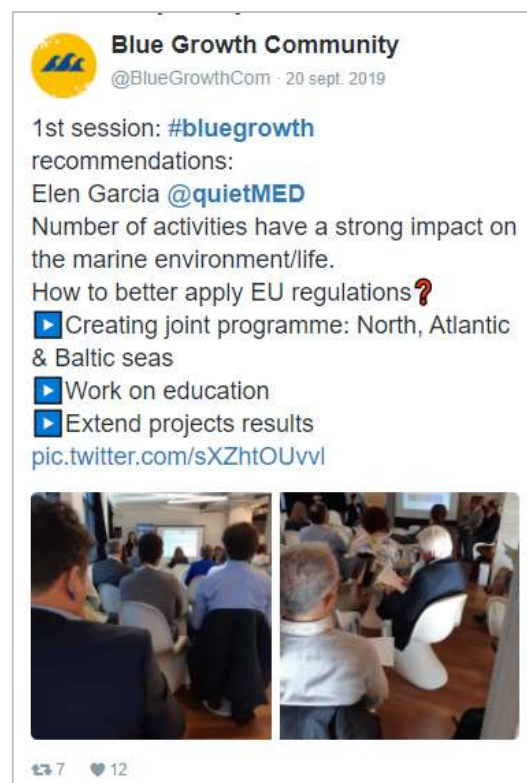 Blue Growth Community
@BlueGrowthCom · 20 sept. 2019
1st session: #bluegrowth
recommendations:
Elen Garcia @quietMED
Number of activities have a strong impact on
the marine environment/life.
How to better apply EU regulations❓
▶Creating joint programme: North, Atlantic
& Baltic seas
▶Work on education
▶Extend projects results
pic.twitter.com/sXZhtOUvvl
7 12